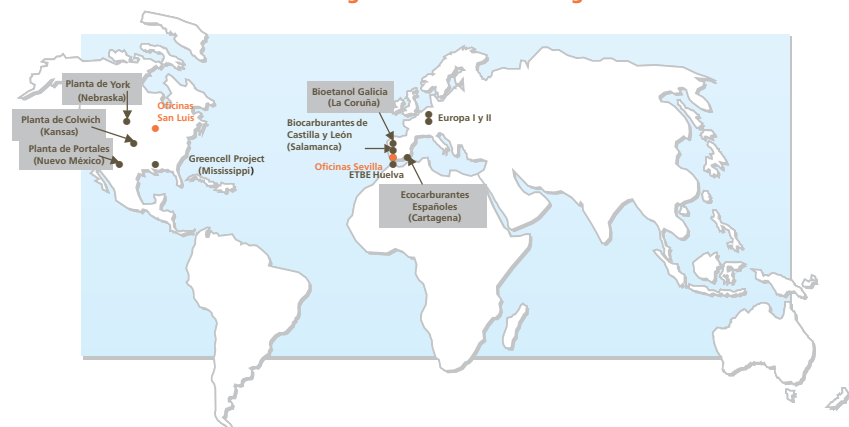 Planta de York
(Nebraska)
Oficinas
San Luis
Planta de Colwich
(Kansas)
Planta de Portales
(Nuevo México)
Greencell Project
(Mississippi)
Bioetanol Galicia
(La Coruña)
Biocarburantes de
Castilla y León
(Salamanca)
Europa I y II
Oficinas Sevilla
ETBE Huelva
Ecocarburantes
Españoles
(Cartagena)